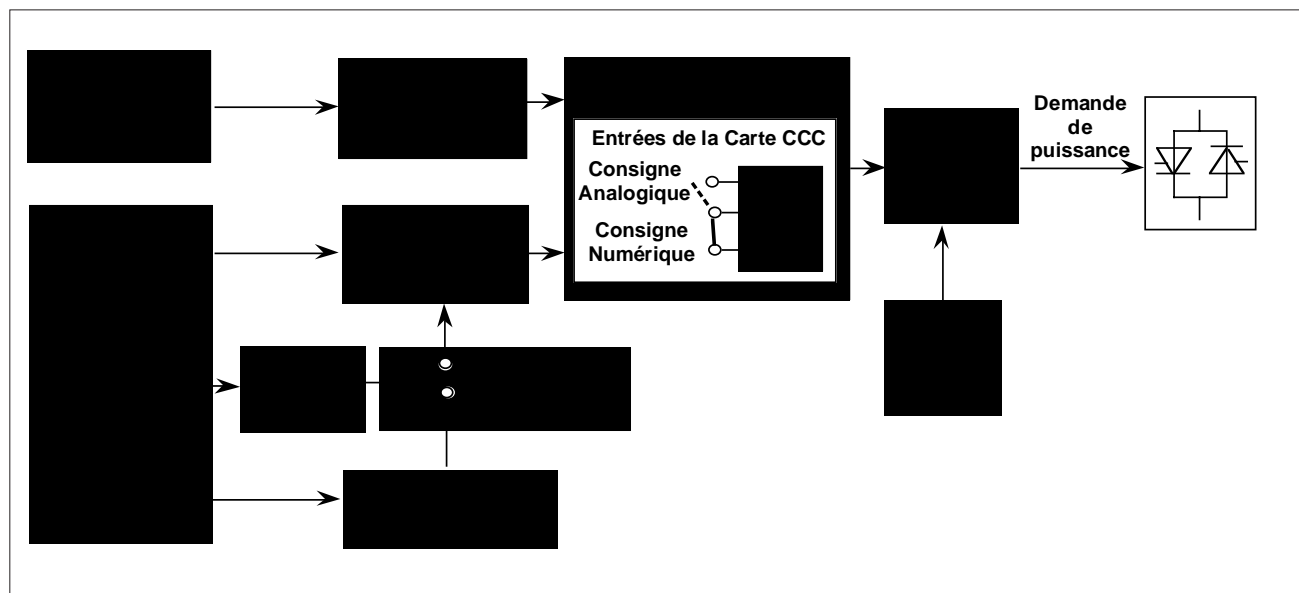 Entrées de la Carte CCC
Consigne
Analogique
Consigne
Numérique
Demande
de
puissance